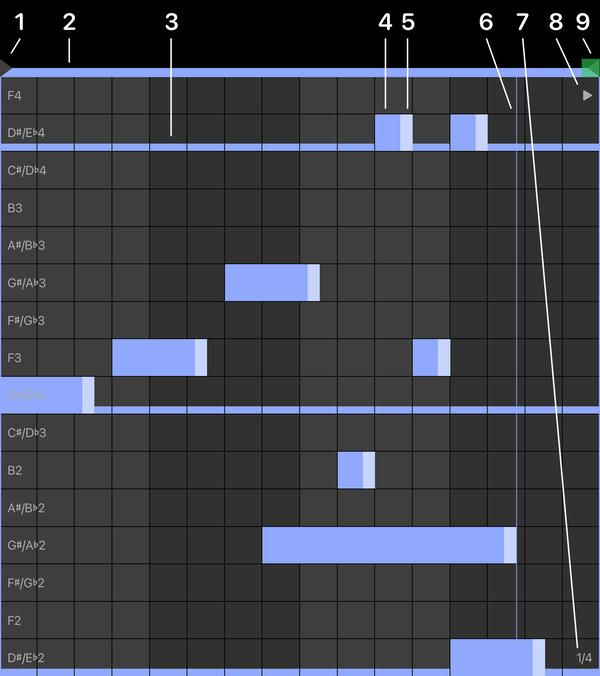 1 2 3 4 5 6 7 8 9
F4
D♯/E♭4
C♯/D♭4
B3
A♯/B♭3
G♯/A♭3
F♯/G♭3
F3
C♯/D♭3
B2
A♯/B♭2
G♯/A♭2
F♯/G♭2
F2
D♯/E♭2 1/4